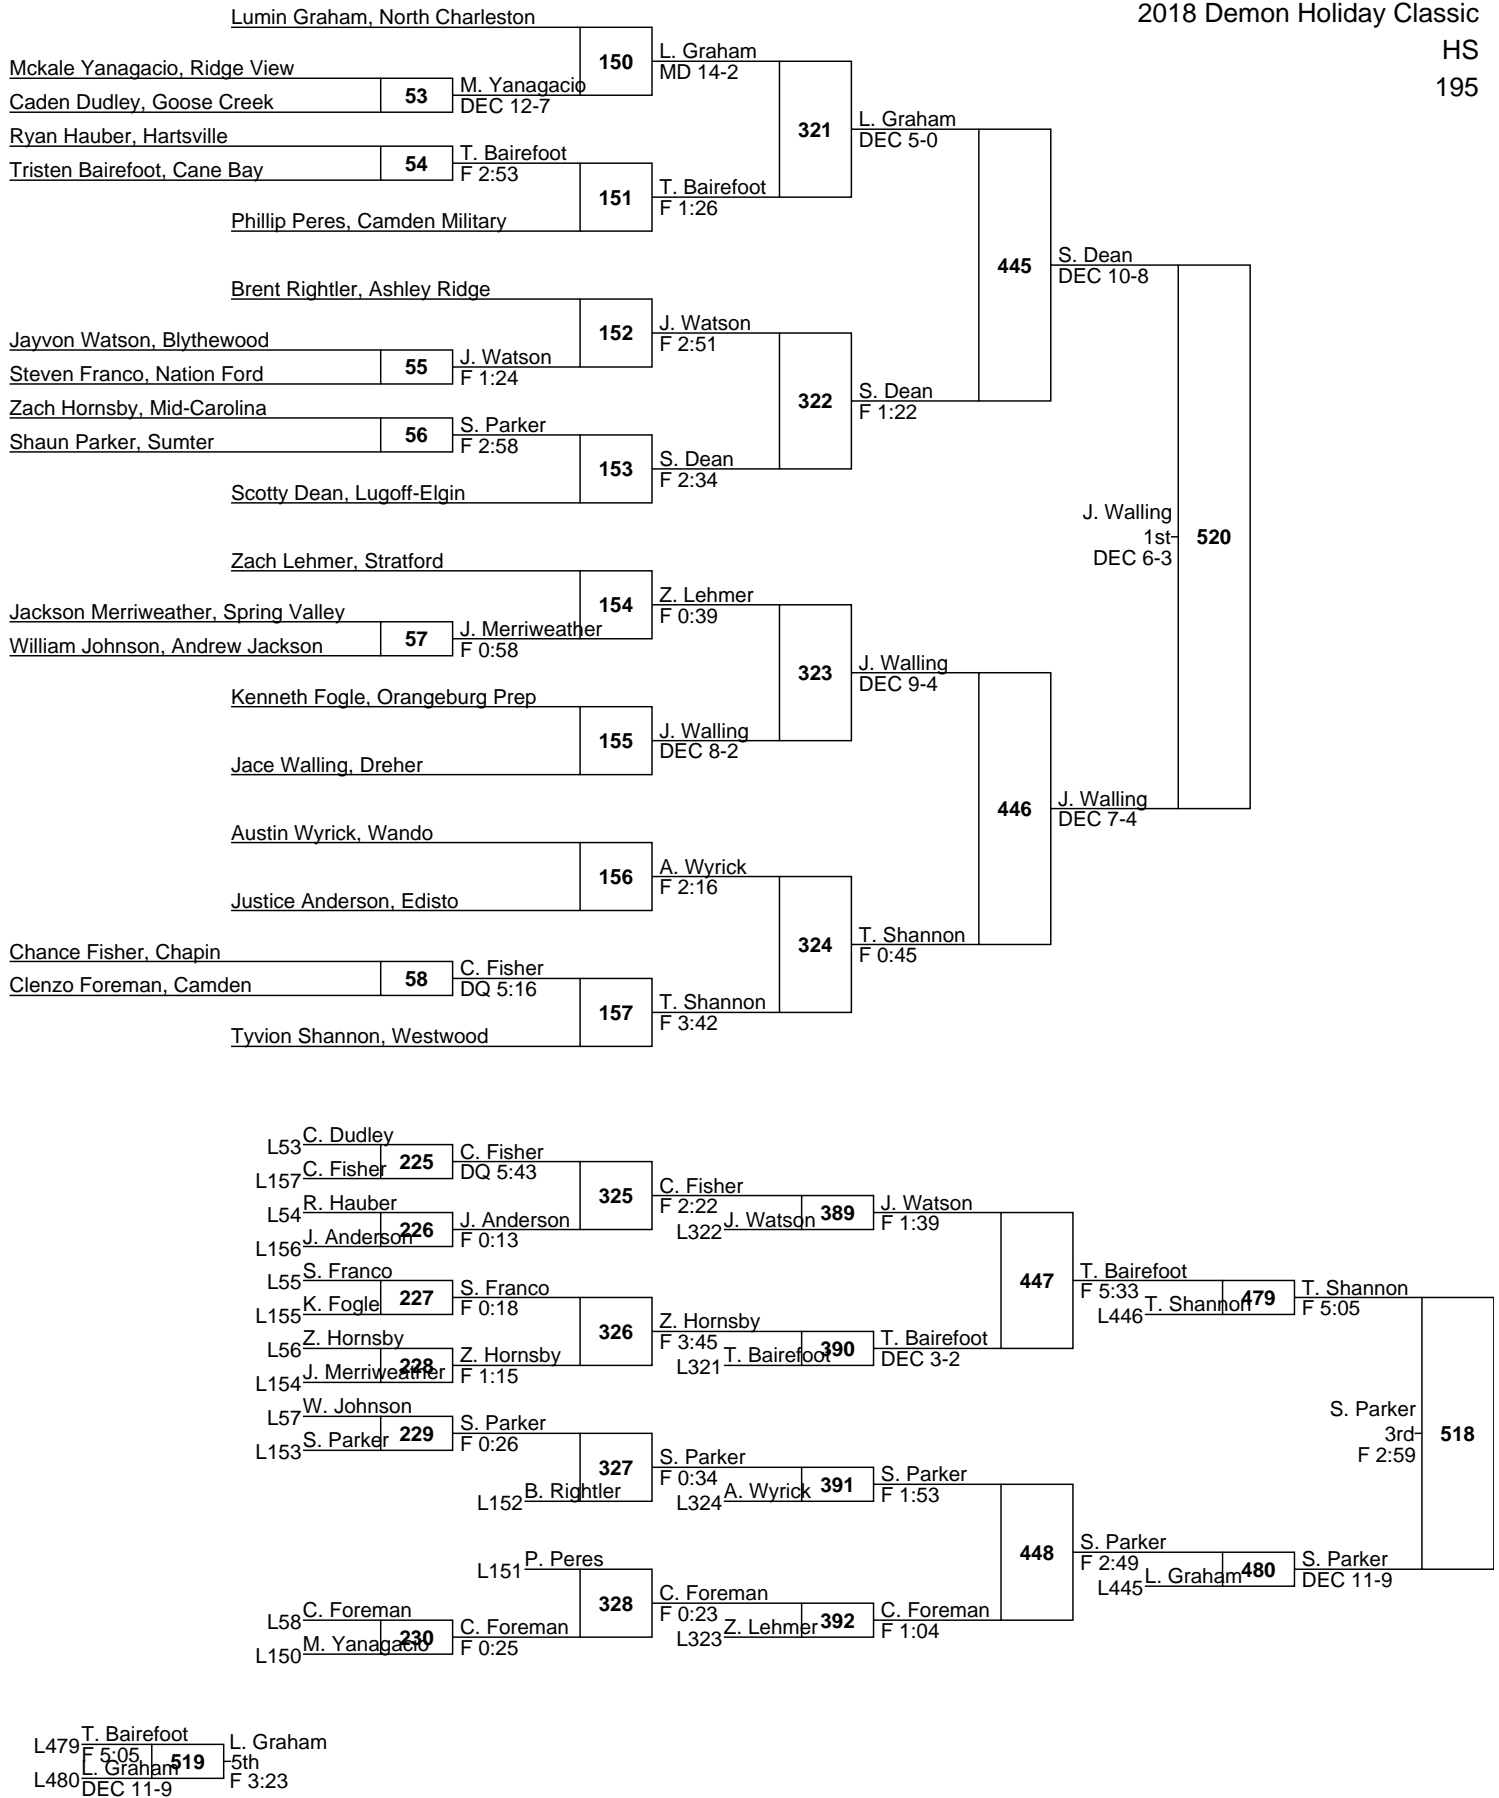 2018 Demon Holiday Classic
HS
195
Lumin Graham, North Charleston
150
L. Graham
MD 14-2
Mckale Yanagacio, Ridge View
Caden Dudley, Goose Creek
53
M. Yanagacio
DEC 12-7
321
L. Graham
DEC 5-0
Ryan Hauber, Hartsville
Tristen Bairefoot, Cane Bay
54
T. Bairefoot
F 2:53
151
T. Bairefoot
F 1:26
Phillip Peres, Camden Military
445
S. Dean
DEC 10-8
Brent Rightler, Ashley Ridge
152
J. Watson
F 2:51
Jayvon Watson, Blythewood
Steven Franco, Nation Ford
55
J. Watson
F 1:24
322
S. Dean
F 1:22
Zach Hornsby, Mid-Carolina
Shaun Parker, Sumter
56
S. Parker
F 2:58
153
S. Dean
F 2:34
Scotty Dean, Lugoff-Elgin
J. Walling
1st
DEC 6-3
520
Zach Lehmer, Stratford
154
Z. Lehmer
F 0:39
Jackson Merriweather, Spring Valley
William Johnson, Andrew Jackson
57
J. Merriweather
F 0:58
323
J. Walling
DEC 9-4
Kenneth Fogle, Orangeburg Prep
155
J. Walling
DEC 8-2
Jace Walling, Dreher
446
J. Walling
DEC 7-4
Austin Wyrick, Wando
156
A. Wyrick
F 2:16
Justice Anderson, Edisto
324
T. Shannon
F 0:45
Chance Fisher, Chapin
Clenzo Foreman, Camden
58
C. Fisher
DQ 5:16
157
T. Shannon
F 3:42
Tyvion Shannon, Westwood
L53
C. Dudley
L157
C. Fisher
225
C. Fisher
DQ 5:43
325
C. Fisher
F 2:22
L54
R. Hauber
L156
J. Anderson
226
J. Anderson
F 0:13
L322
J. Watson
389
J. Watson
F 1:39
L55
S. Franco
L155
K. Fogle
227
S. Franco
F 0:18
447
T. Bairefoot
F 5:33
L446
T. Shannon
479
T. Shannon
F 5:05
326
Z. Hornsby
F 3:45
L56
Z. Hornsby
L154
J. Merriweather
228
Z. Hornsby
F 1:15
L321
T. Bairefoot
390
T. Bairefoot
DEC 3-2
L57
W. Johnson
L153
S. Parker
229
S. Parker
F 0:26
S. Parker
3rd
F 2:59
518
327
S. Parker
F 0:34
L152
B. Rightler
L324
A. Wyrick
391
S. Parker
F 1:53
448
S. Parker
F 2:49
L445
L. Graham
480
S. Parker
DEC 11-9
L151
P. Peres
328
C. Foreman
F 0:23
L58
C. Foreman
L150
M. Yanagacio
230
C. Foreman
F 0:25
L323
Z. Lehmer
392
C. Foreman
F 1:04
L479
T. Bairefoot
F 5:05
L480
L. Graham
DEC 11-9
519
L. Graham
5th
F 3:23